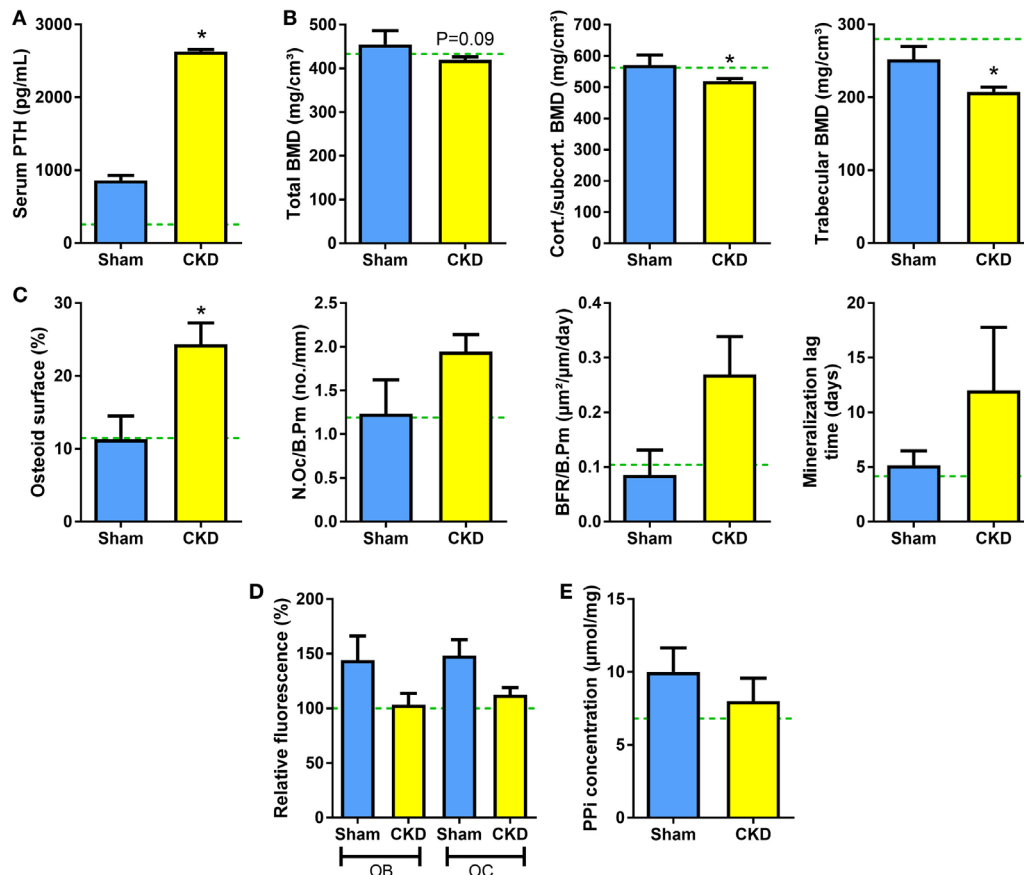 A
Serum PTH (pg/mL)
3000
2000
1000
0
*
Sham
CKD
B
Total BMD (mg/cm³)
500
400
300
200
100
0
P=0.09
Sham
CKD
Cort./subcort. BMD (mg/cm³)
700
600
500
400
300
200
100
0
*
Sham
CKD
Trabecular BMD (mg/cm³)
300
200
100
0
*
Sham
CKD
C
Osteoid surface (%)
30
20
10
0
*
Sham
CKD
N.Oc/B.Pm (no./mm)
2.5
2.0
1.5
1.0
0.5
0.0
Sham
CKD
BFR/B.Pm (µm²/µm/day)
0.4
0.3
0.2
0.1
0.0
Sham
CKD
Mineralization lag
time (days)
20
15
10
5
0
Sham
CKD
D
Relative fluorescence (%)
200
150
100
50
0
Sham CKD Sham CKD
OB OC
E
PPi concentration (µmol/mg)
15
10
5
0
Sham
CKD